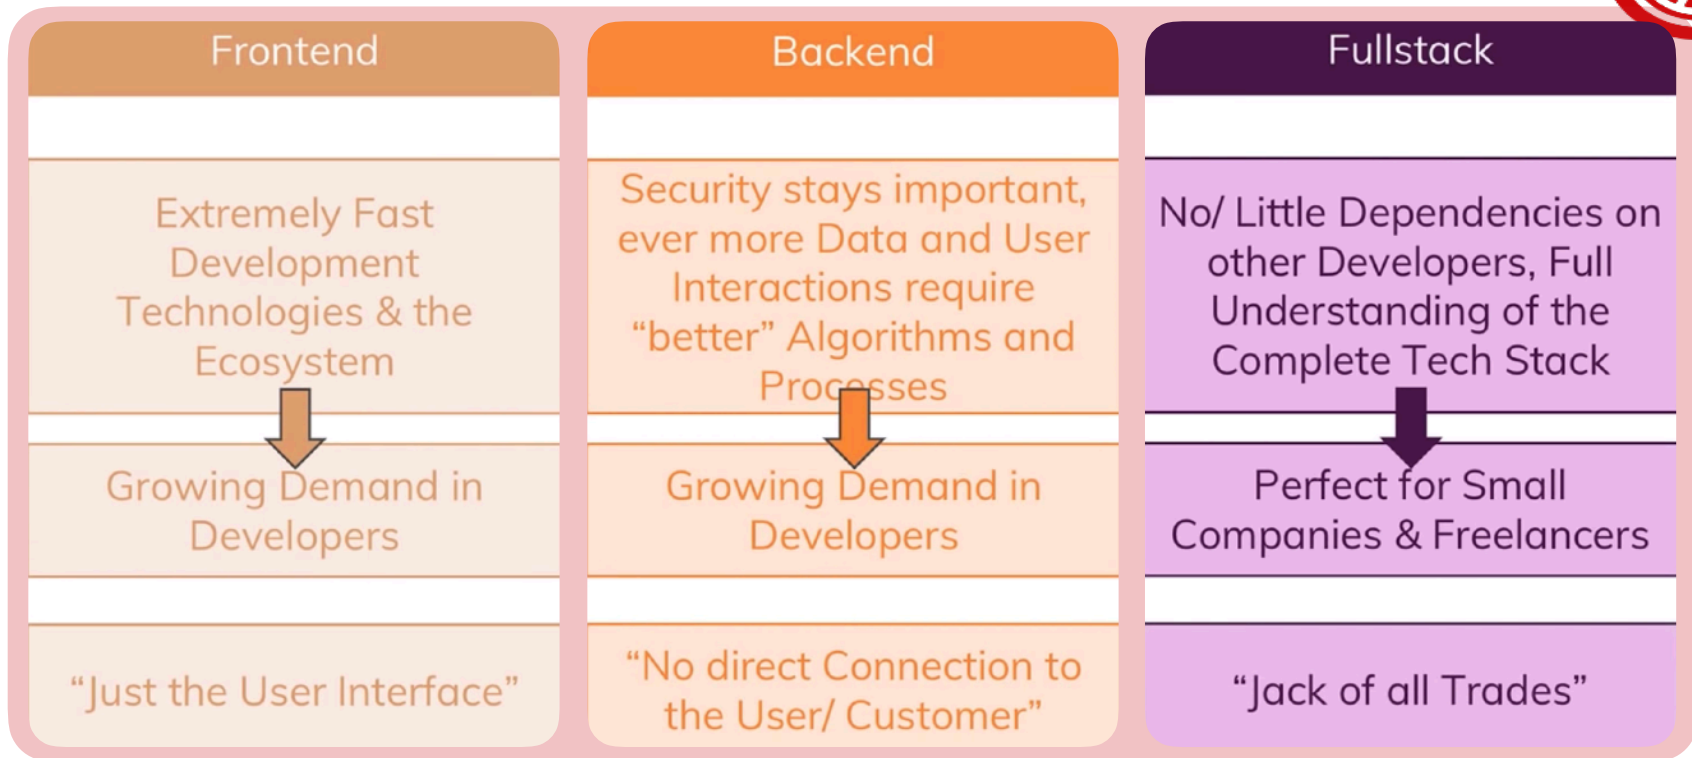 Frontend
Extremely Fast
Development
Technologies & the
Ecosystem
Growing Demand in
Developers
“Just the User Interface”
Backend
Security stays important,
ever more Data and User
Interactions require
“better” Algorithms and
Processes
Growing Demand in
Developers
“No direct Connection to
the User/ Customer”
Fullstack
No/ Little Dependencies on
other Developers, Full
Understanding of the
Complete Tech Stack
Perfect for Small
Companies & Freelancers
“Jack of all Trades”